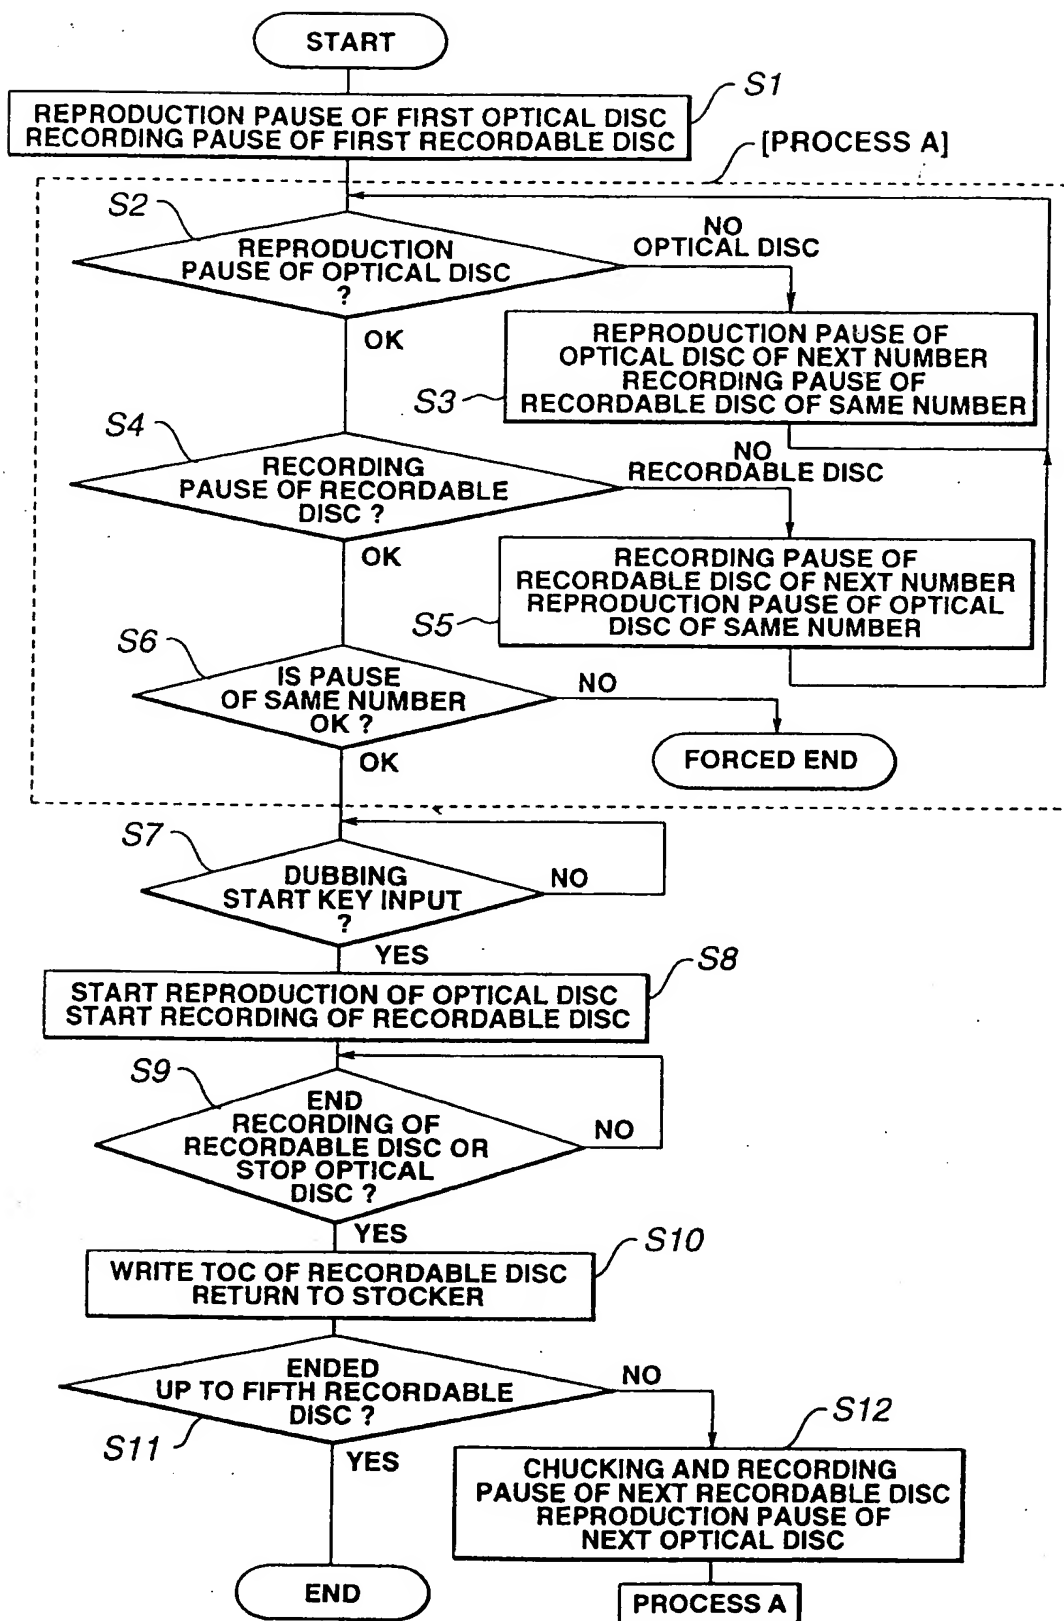 START
S1
REPRODUCTION PAUSE OF FIRST OPTICAL DISC
RECORDING PAUSE OF FIRST RECORDABLE DISC
[PROCESS A]
S2
REPRODUCTION
PAUSE OF OPTICAL DISC
?
NO
OPTICAL DISC
OK
REPRODUCTION PAUSE OF
OPTICAL DISC OF NEXT NUMBER
RECORDING PAUSE OF
RECORDABLE DISC OF SAME NUMBER
S3
S4
RECORDING
PAUSE OF RECORDABLE
DISC ?
NO
RECORDABLE DISC
OK
RECORDING PAUSE OF
RECORDABLE DISC OF NEXT NUMBER
REPRODUCTION PAUSE OF OPTICAL
DISC OF SAME NUMBER
S5
S6
IS PAUSE
OF SAME NUMBER
OK ?
NO
FORCED END
OK
S7
DUBBING
START KEY INPUT
?
NO
YES
S8
START REPRODUCTION OF OPTICAL DISC
START RECORDING OF RECORDABLE DISC
S9
END
RECORDING OF
RECORDABLE DISC OR
STOP OPTICAL
DISC ?
NO
YES
S10
WRITE TOC OF RECORDABLE DISC
RETURN TO STOCKER
ENDED
UP TO FIFTH RECORDABLE
DISC ?
S11
NO
YES
S12
CHUCKING AND RECORDING
PAUSE OF NEXT RECORDABLE DISC
REPRODUCTION PAUSE OF
NEXT OPTICAL DISC
END
PROCESS A